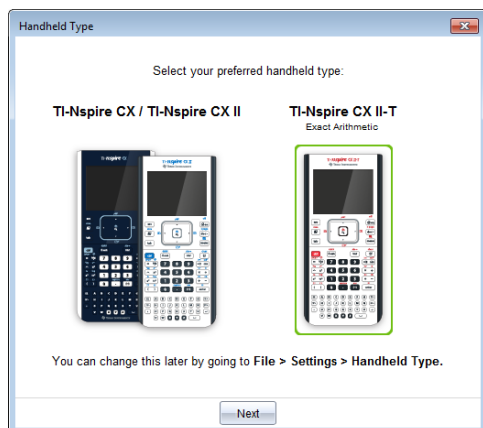 Handheld Type
Select your preferred handheld type:
TI-Nspire CX / TI-Nspire CX II
TI-Nspire CX II-T
Exact Arithmetic
You can change this later by going to File > Settings > Handheld Type.
Next